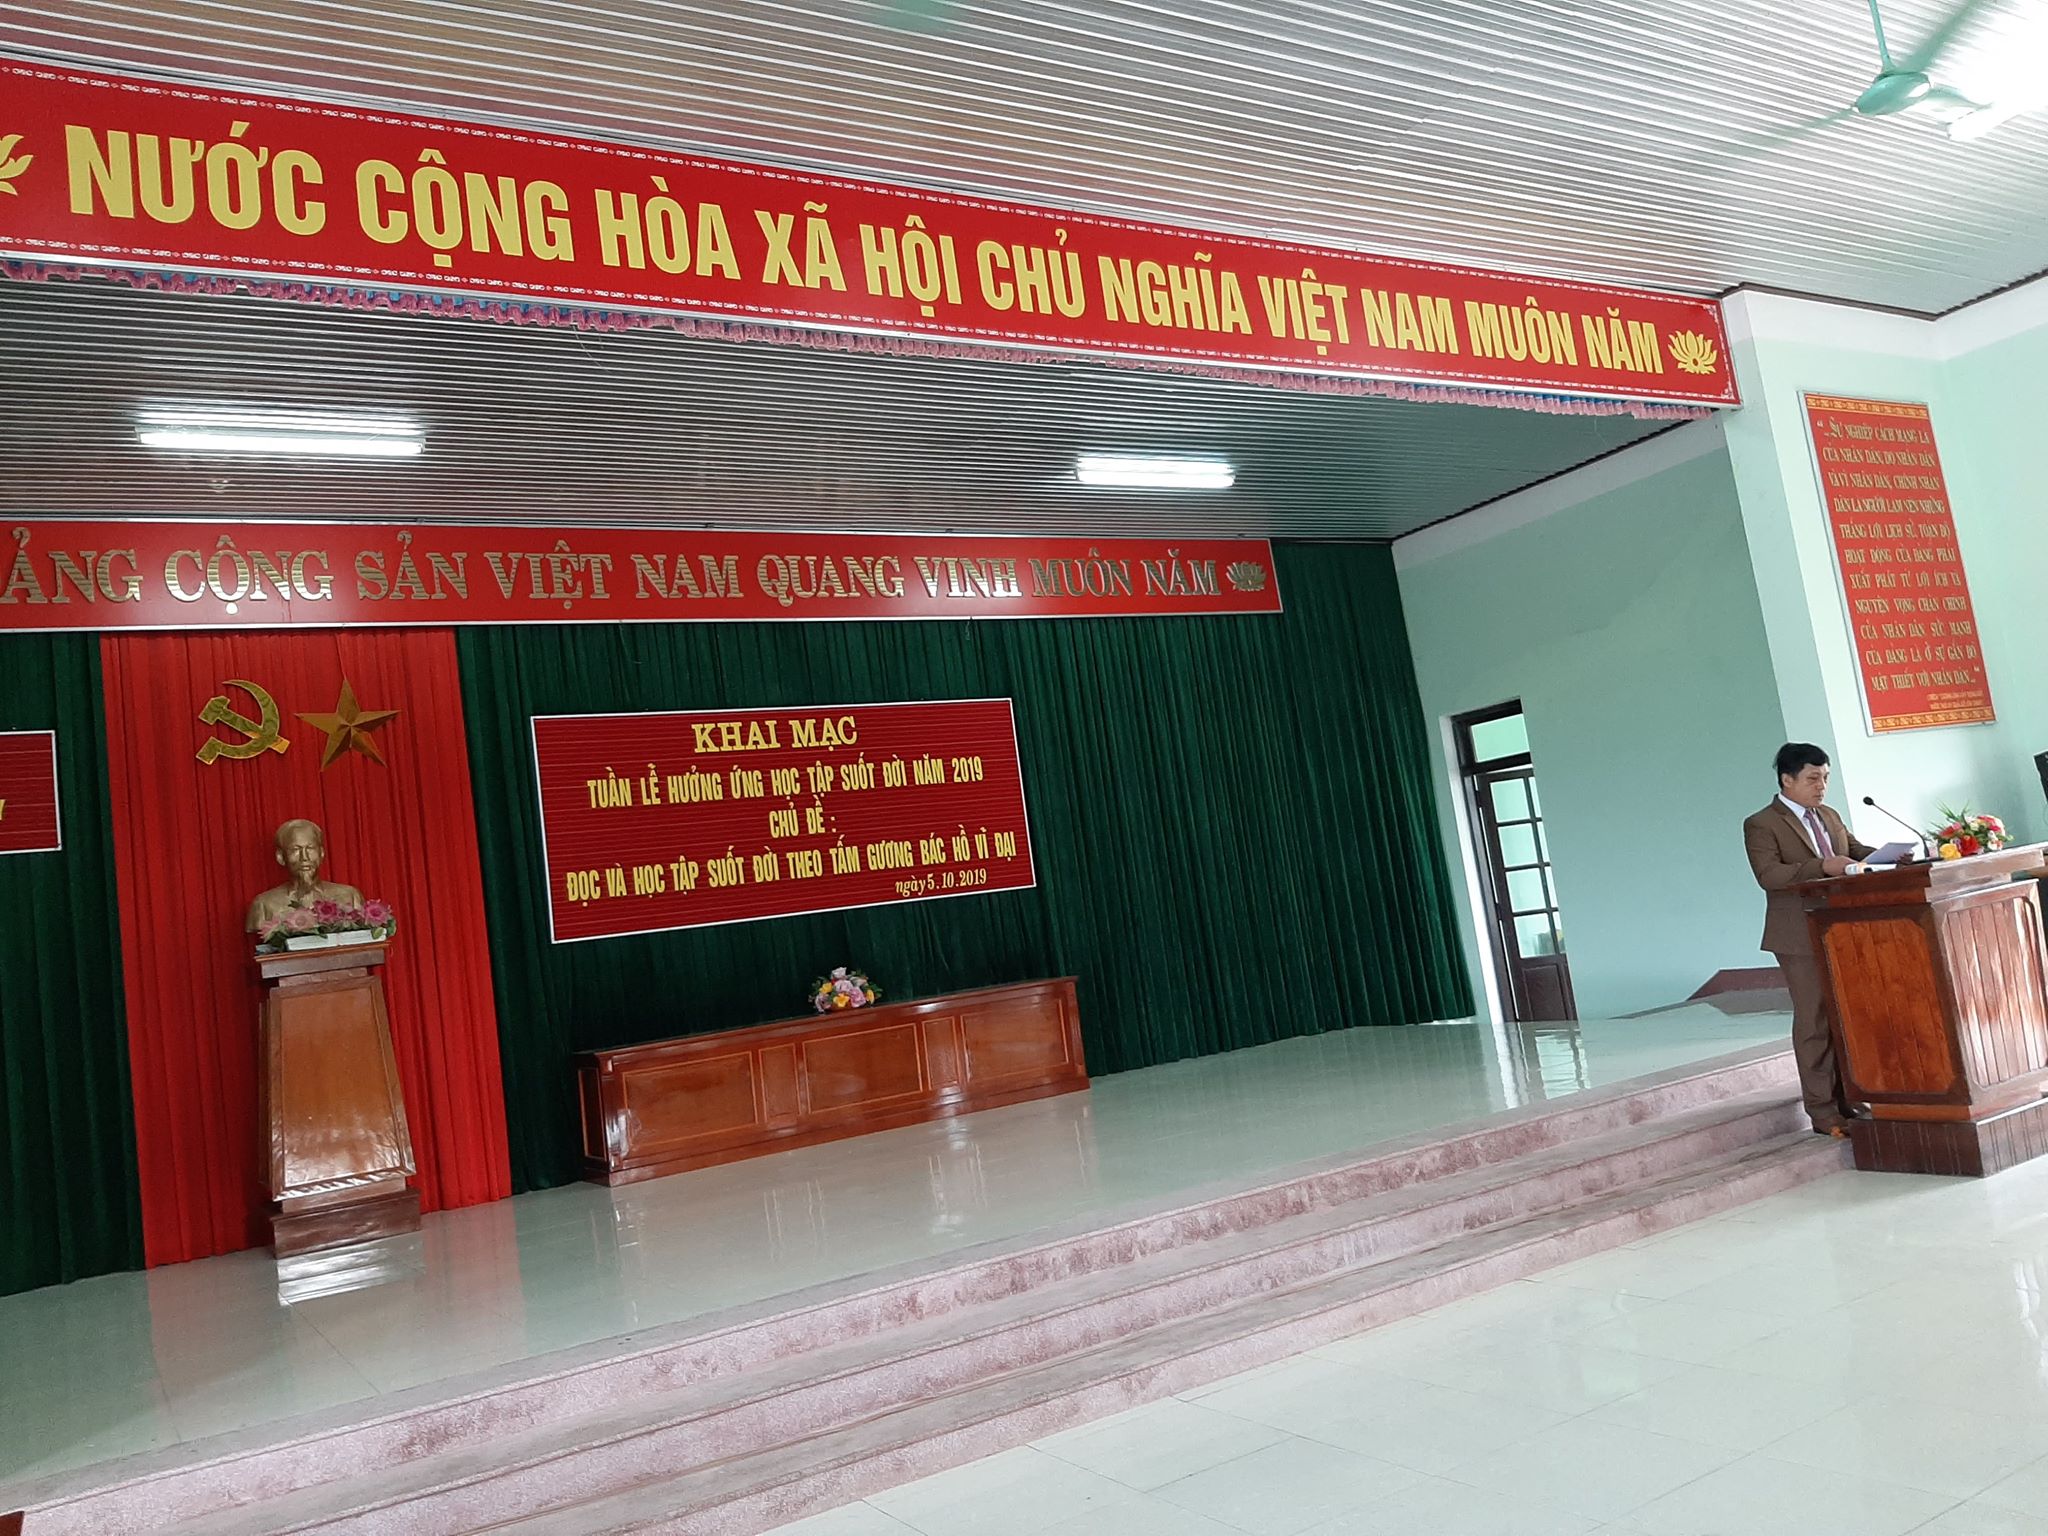 NƯỚC CỘNG HÒA XÃ HỘI CHỦ NGHĨA VIỆT NAM MUÔN NĂM
ẢNG CỘNG SẢN VIỆT NAM QUANG VINH MUÔN NĂM
KHAI MẠC
TUẦN LỄ HƯỞNG ỨNG HỌC TẬP SUỐT ĐỜI NĂM 2019
CHỦ ĐỀ :
ĐỌC VÀ HỌC TẬP SUỐT ĐỜI THEO TẤM GƯƠNG BÁC HỒ VĨ ĐẠI
ngày 5.10.2019
“...SỰ NGHIỆP CÁCH MẠNG LÀ
CỦA NHÂN DÂN, DO NHÂN DÂN
VÀ VÌ NHÂN DÂN, CHÍNH NHÂN
DÂN LÀ NGƯỜI LÀM NÊN NHỮNG
THẮNG LỢI LỊCH SỬ, TOÀN BỘ
HOẠT ĐỘNG CỦA ĐẢNG PHẢI
XUẤT PHÁT TỪ LỢI ÍCH VÀ
NGUYỆN VỌNG CHÂN CHÍNH
CỦA NHÂN DÂN. SỨC MẠNH
CỦA ĐẢNG LÀ Ở SỰ GẮN BÓ
MẬT THIẾT VỚI NHÂN DÂN...”